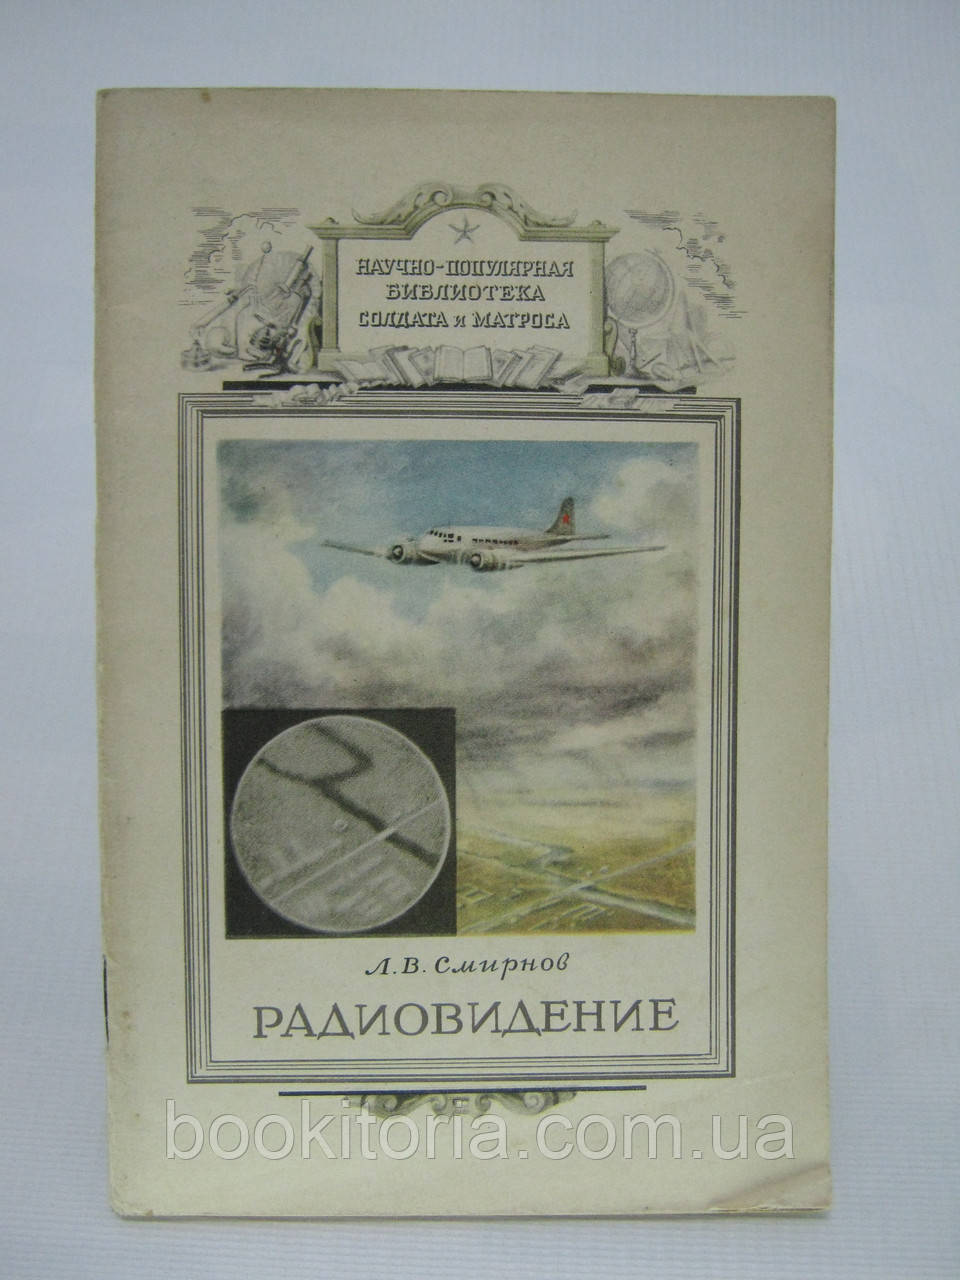 НАУЧНО-ПОПУЛЯРНАЯ
БИБЛИОТЕКА
СОЛДАТА и МАТРОСА
Л. В. Смирнов
РАДИОВИДЕНИЕ
bookitoria.com.ua